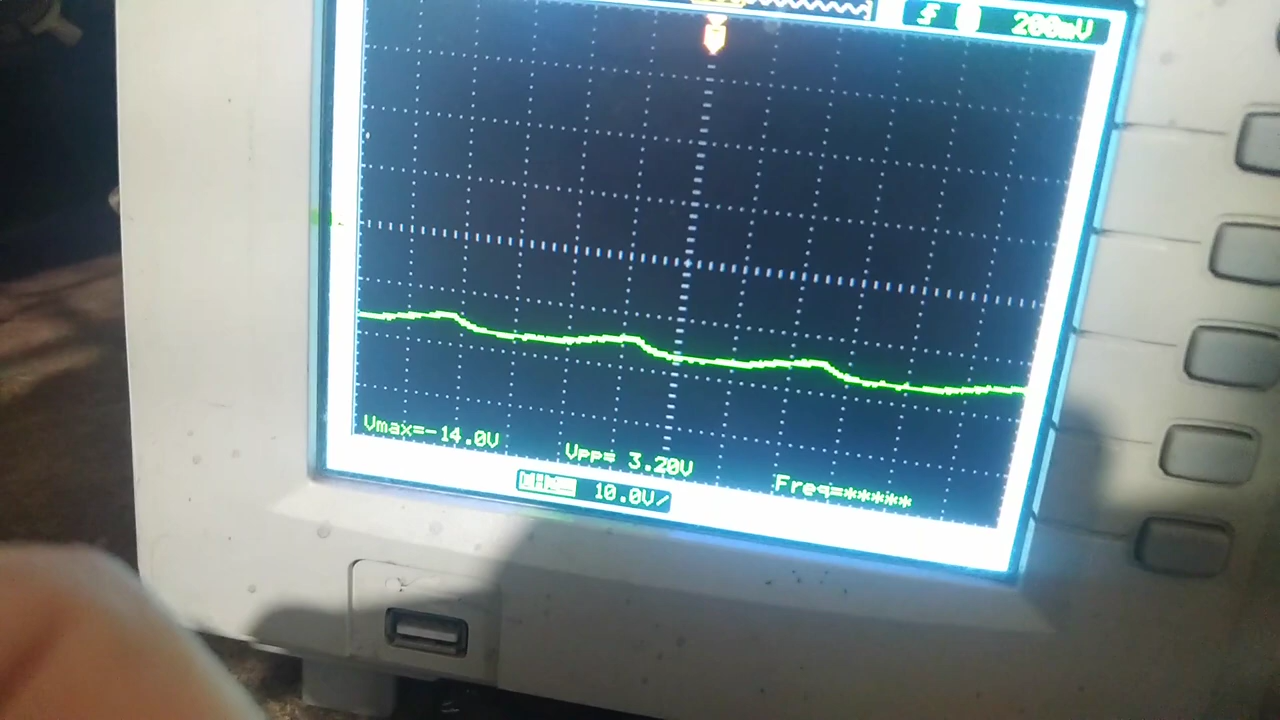 200mV
Vmax=-14.0V
Vpp= 3.20V
Freq=*****
10.0V/